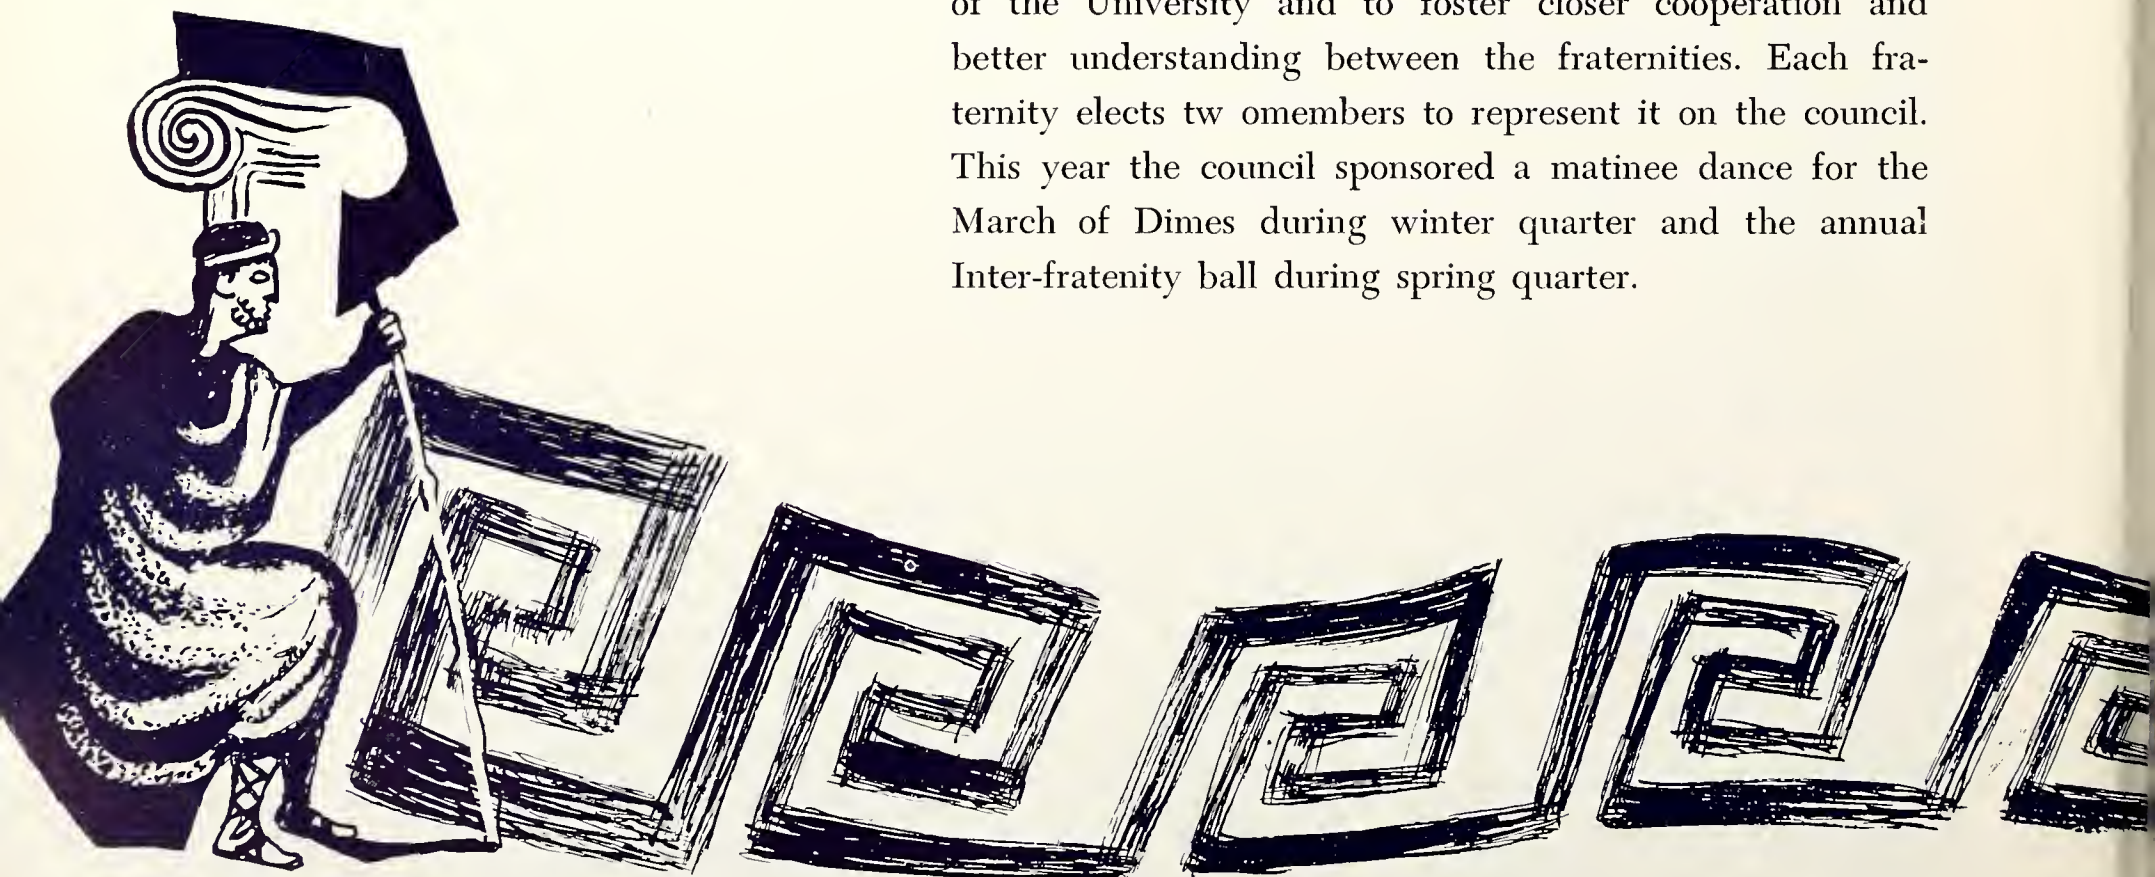 of the University and to foster closer cooperation and
better understanding between the fraternities. Each fra-
ternity elects tw omembers to represent it on the council.
This year the council sponsored a matinee dance for the
March of Dimes during winter quarter and the annual
Inter-fratenity ball during spring quarter.